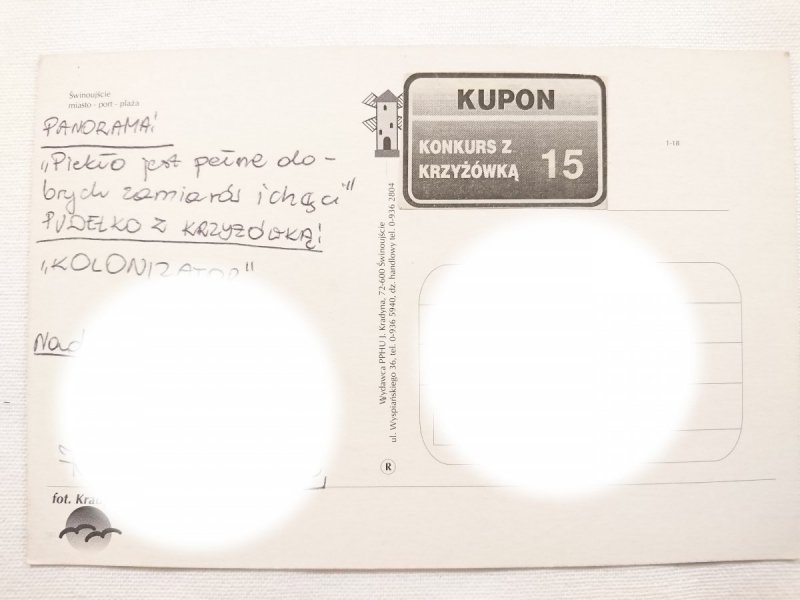 Świnoujście
miasto - port - plaża
PANORAMA!
„Piekło jest pełne do-
brych zamiarów i chęci"
PUDEŁKO Z KRZYŻÓWKĄ!
„KOLONIZATOR"
fot.
KUPON
KONKURS Z
KRZYŻÓWKĄ
15
1-18
Wydawca PPHU J. Kradyna, 72-600 Świnoujście
ul. Wyspiańskiego 36, tel. 0-936 5940, dz. handlowy tel. 0-936 2804
R